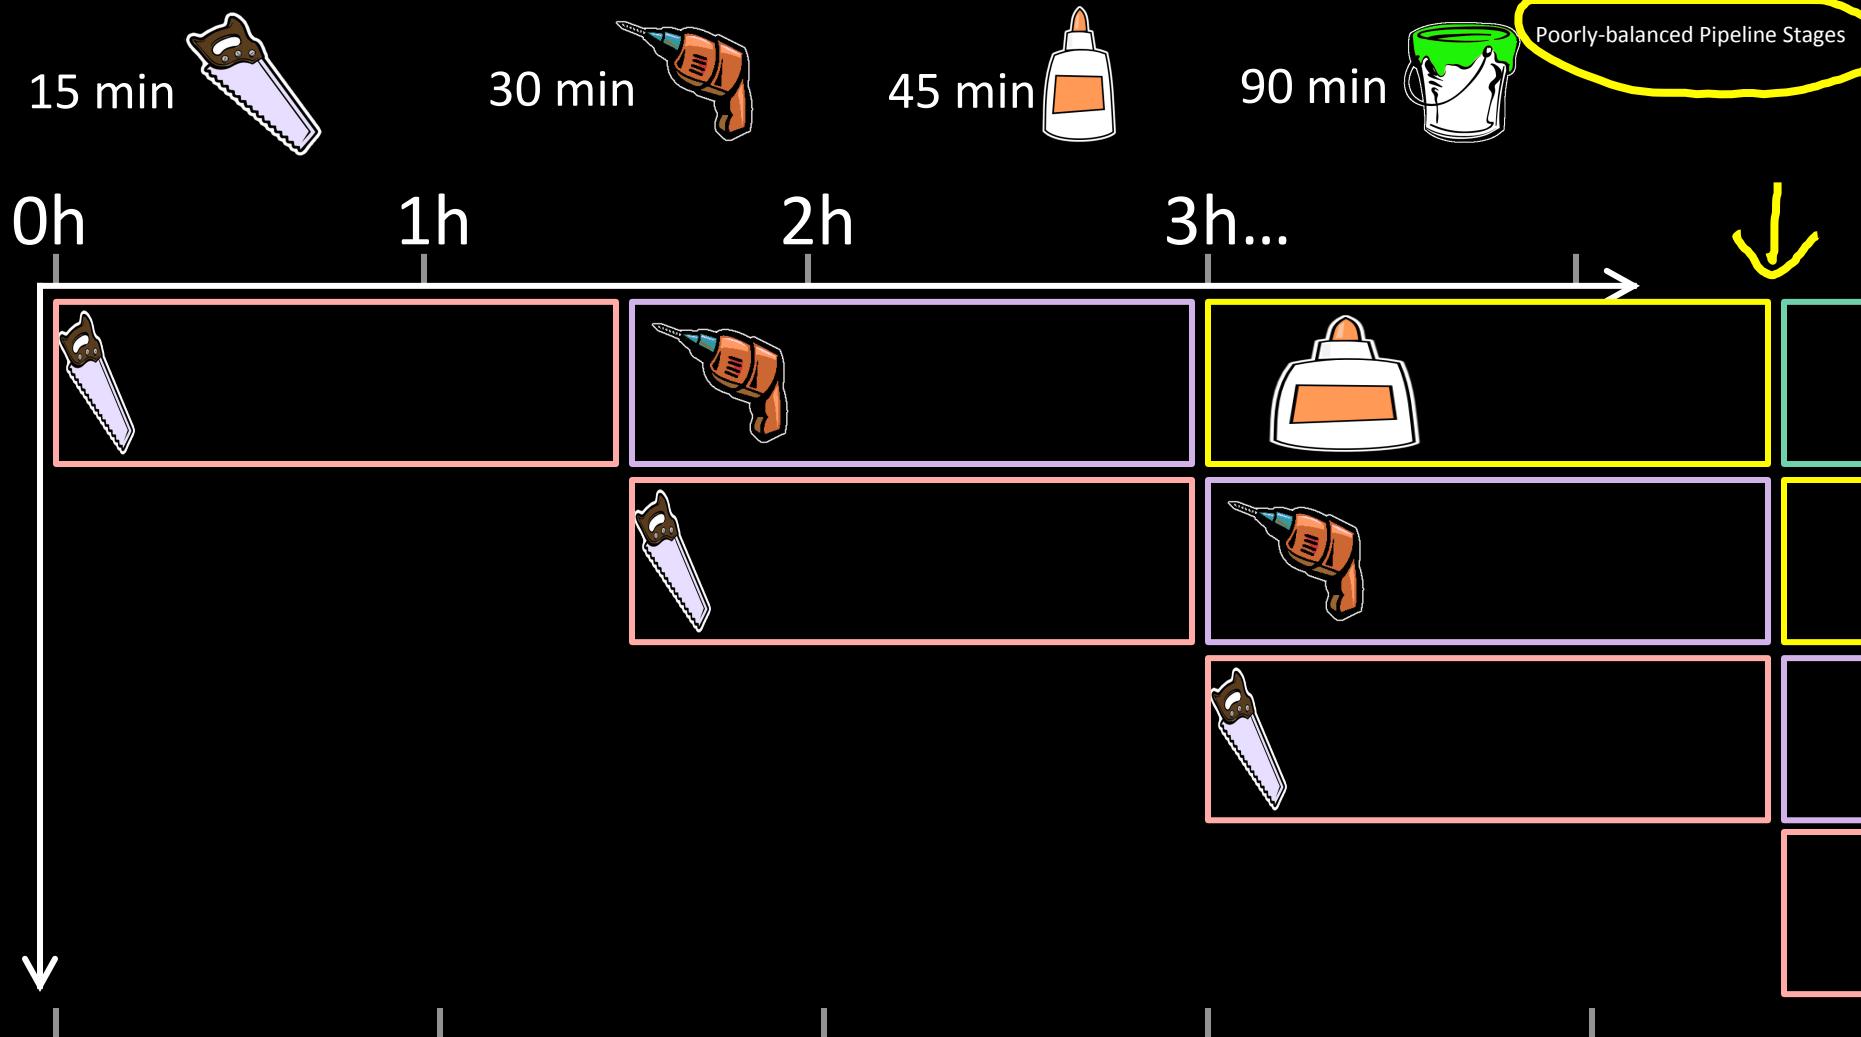 Poorly-balanced Pipeline Stages
15 min
30 min
45 min
90 min
0h
1h
2h
3h...